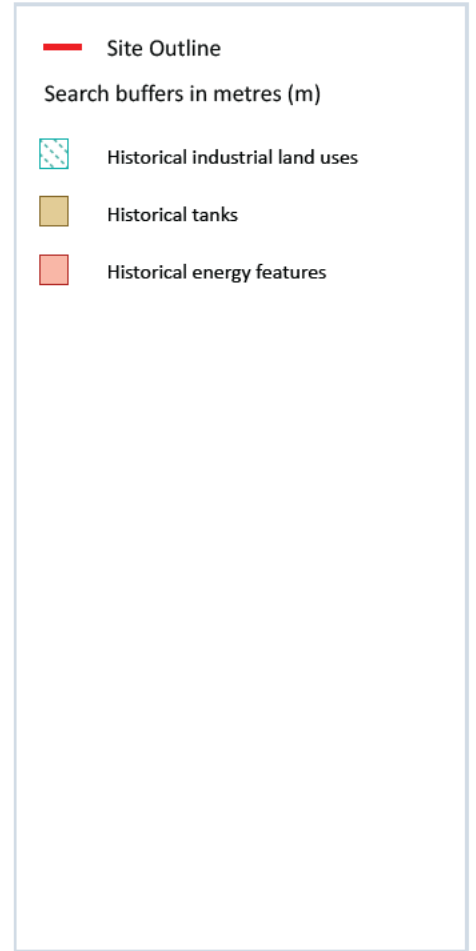 Site Outline
Search buffers in metres (m)
Historical industrial land uses
Historical tanks
Historical energy features